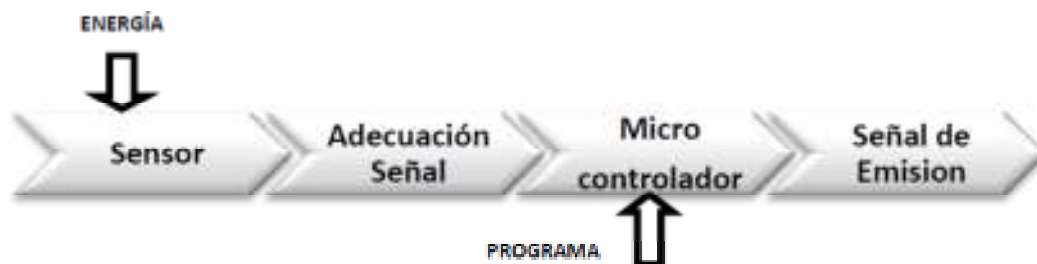 ENERGÍA
Sensor
Adecuación
Señal
Micro
controlador
Señal de
Emision
PROGRAMA